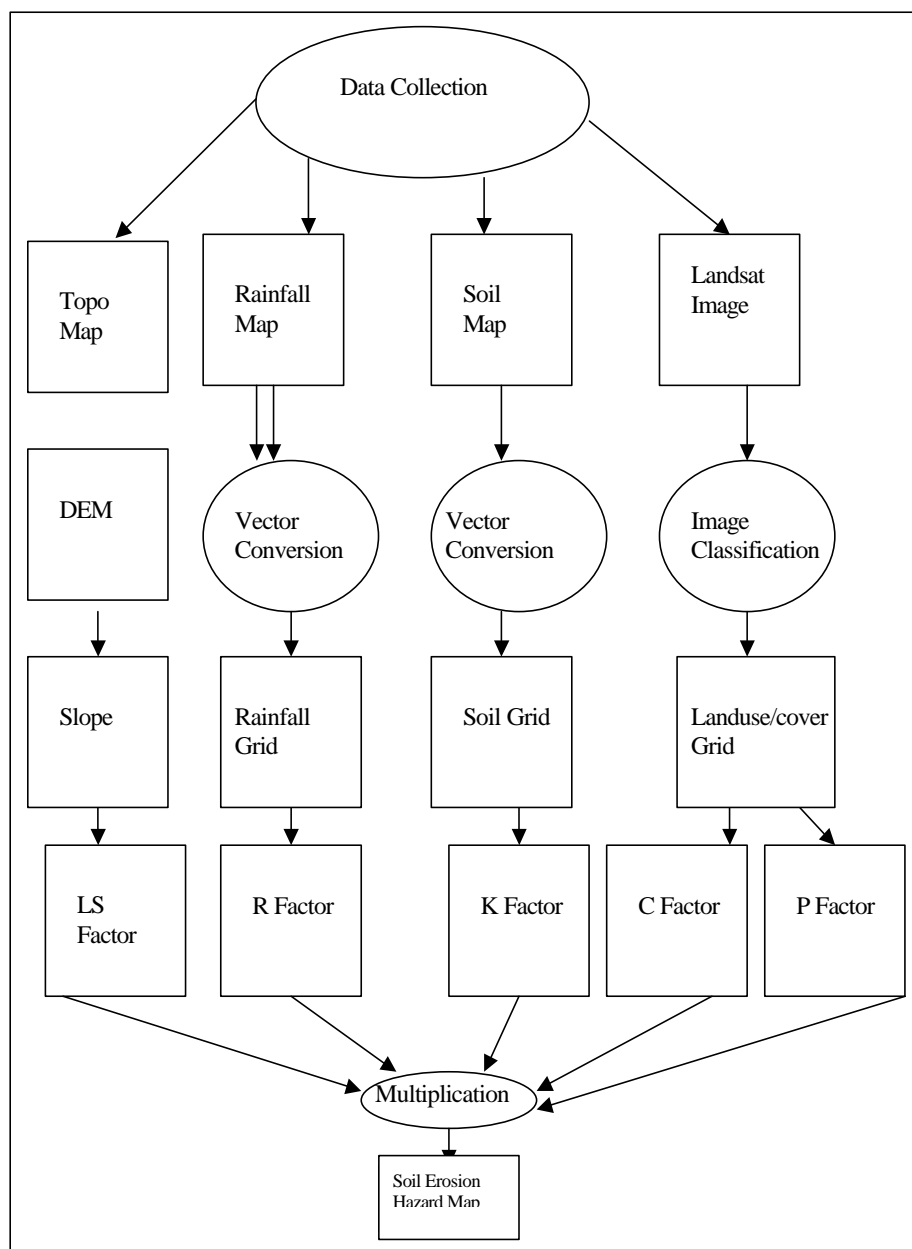 Data Collection
Topo
Map
Rainfall
Map
Soil
Map
Landsat
Image
DEM
Vector
Conversion
Vector
Conversion
Image
Classification
Slope
Rainfall
Grid
Soil Grid
Landuse/cover
Grid
LS
Factor
R Factor
K Factor
C Factor
P Factor
Multiplication
Soil Erosion
Hazard Map